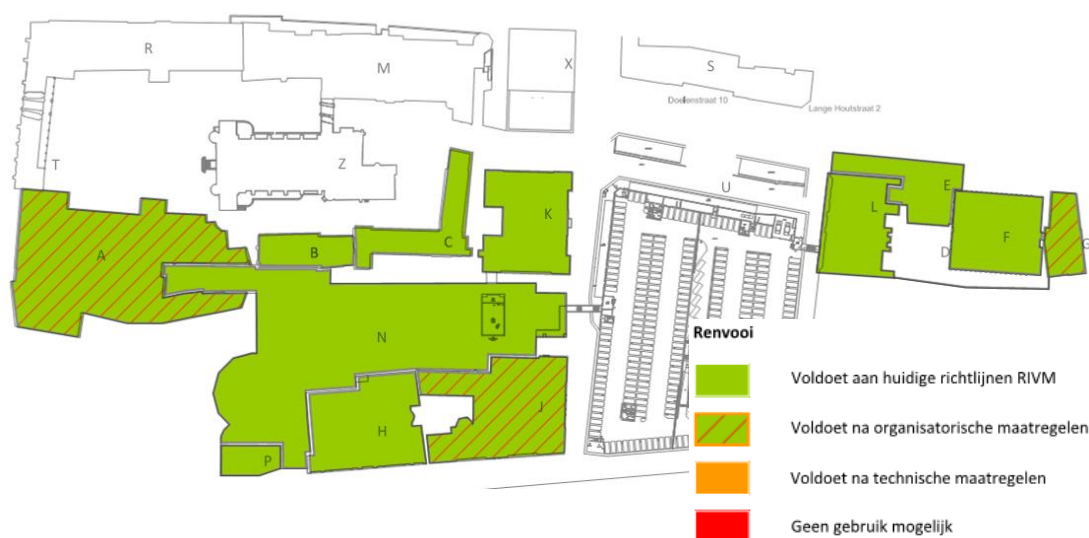 R
M
X
S
Doelenstraat 10
Lange Houtstraat 2
T
Z
U
E
L
K
F
A
B
C
D
G
N
Renvooi
Voldoet aan huidige richtlijnen RIVM
J
H
Voldoet na organisatorische maatregelen
P
Voldoet na technische maatregelen
Geen gebruik mogelijk